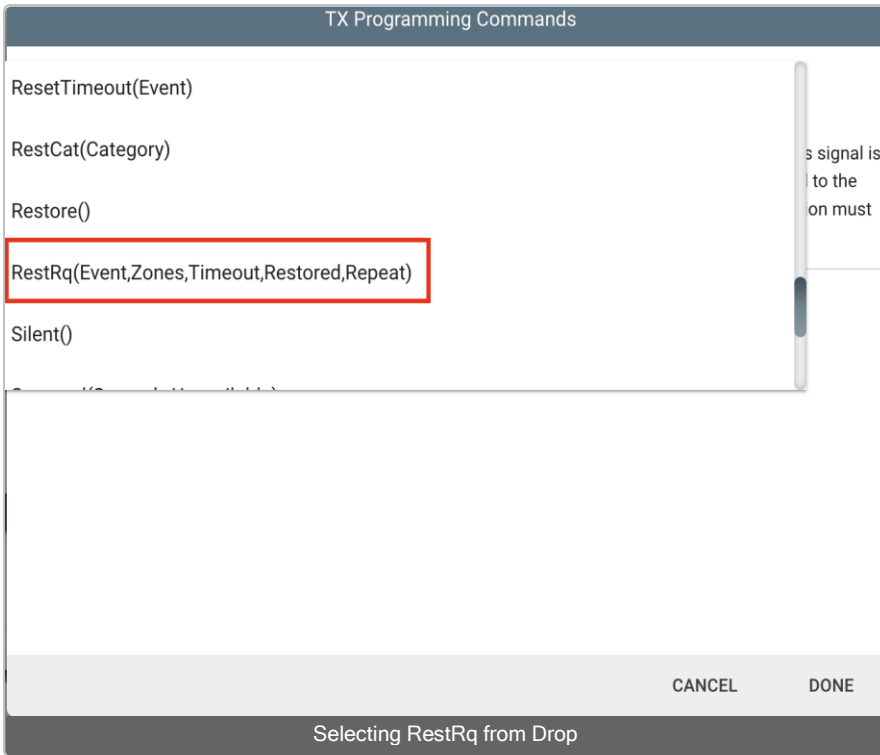 TX Programming Commands
ResetTimeout(Event)
RestCat(Category)
s signal is
to the
Restore()
on must
RestRq(Event,Zones,Timeout,Restored,Repeat)
Silent()
CANCEL DONE
Selecting RestRq from Drop